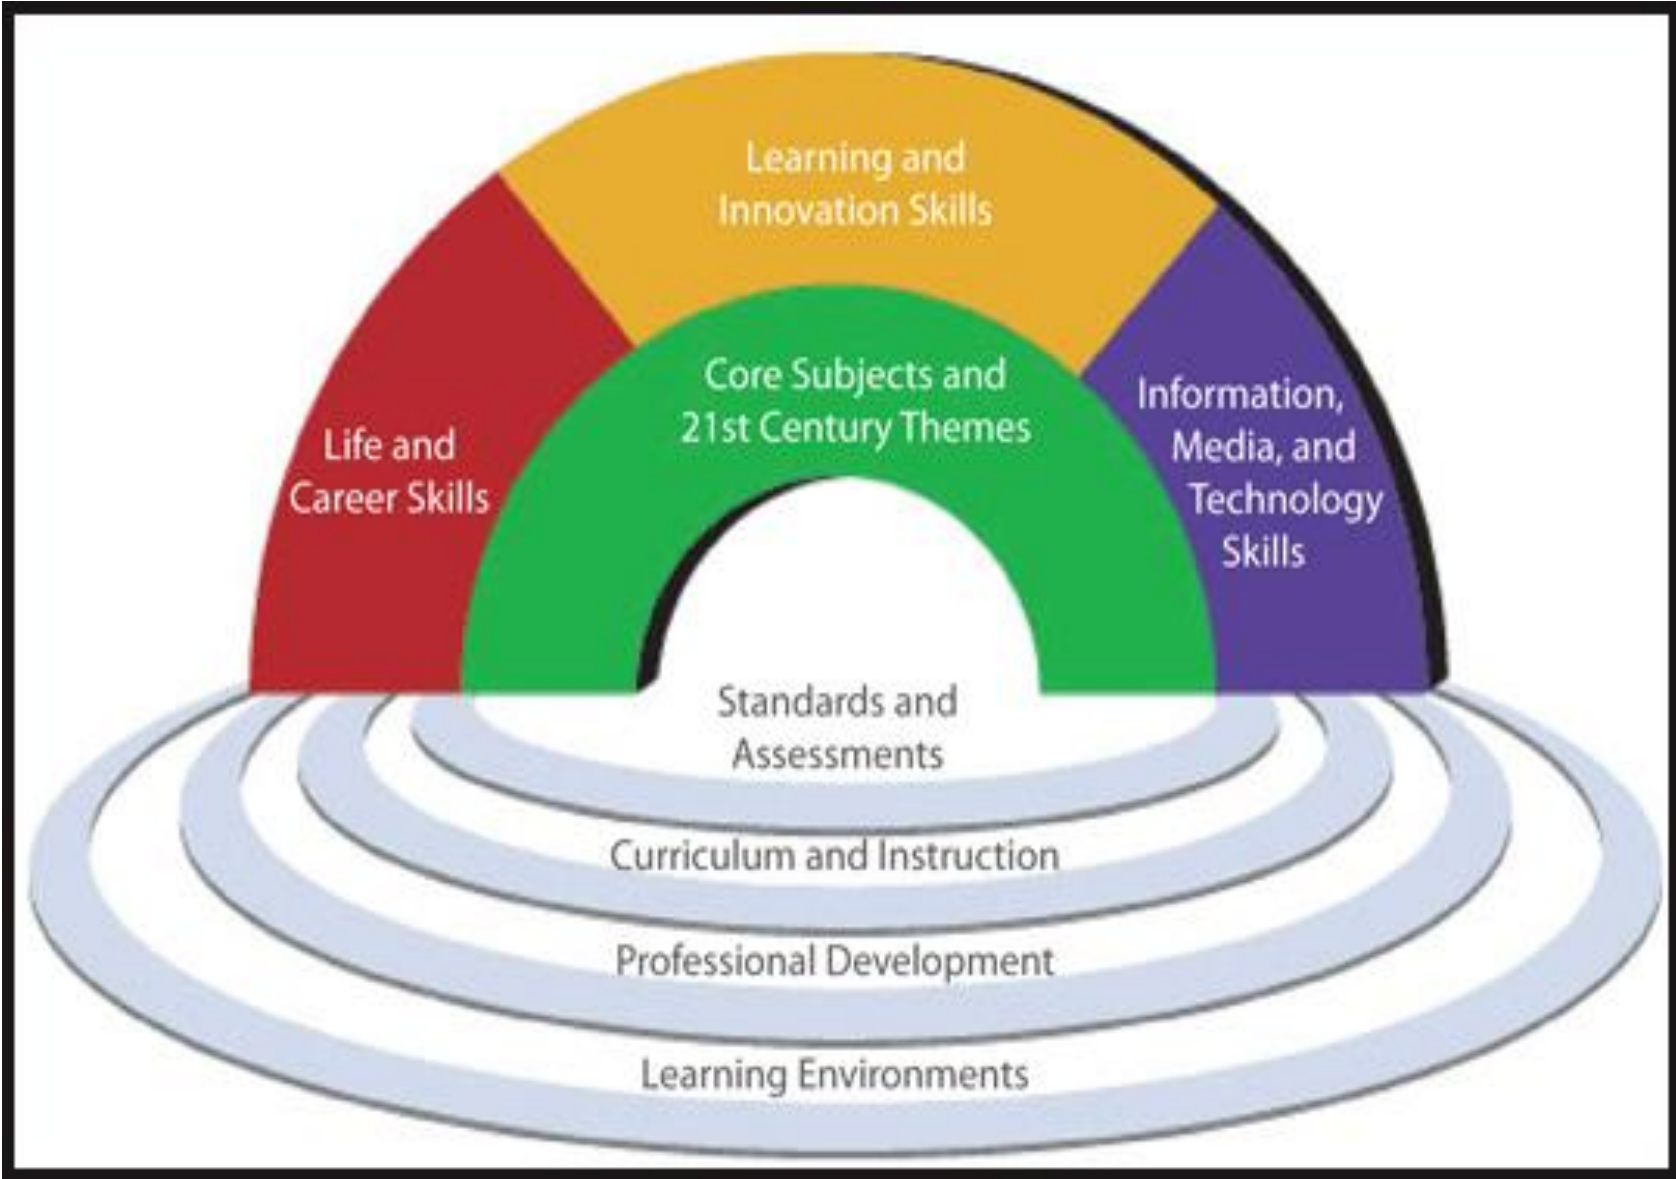 Learning and
Innovation Skills
Core Subjects and
21st Century Themes
Life and
Career Skills
Information,
Media, and
Technology
Skills
Standards and
Assessments
Curriculum and Instruction
Professional Development
Learning Environments